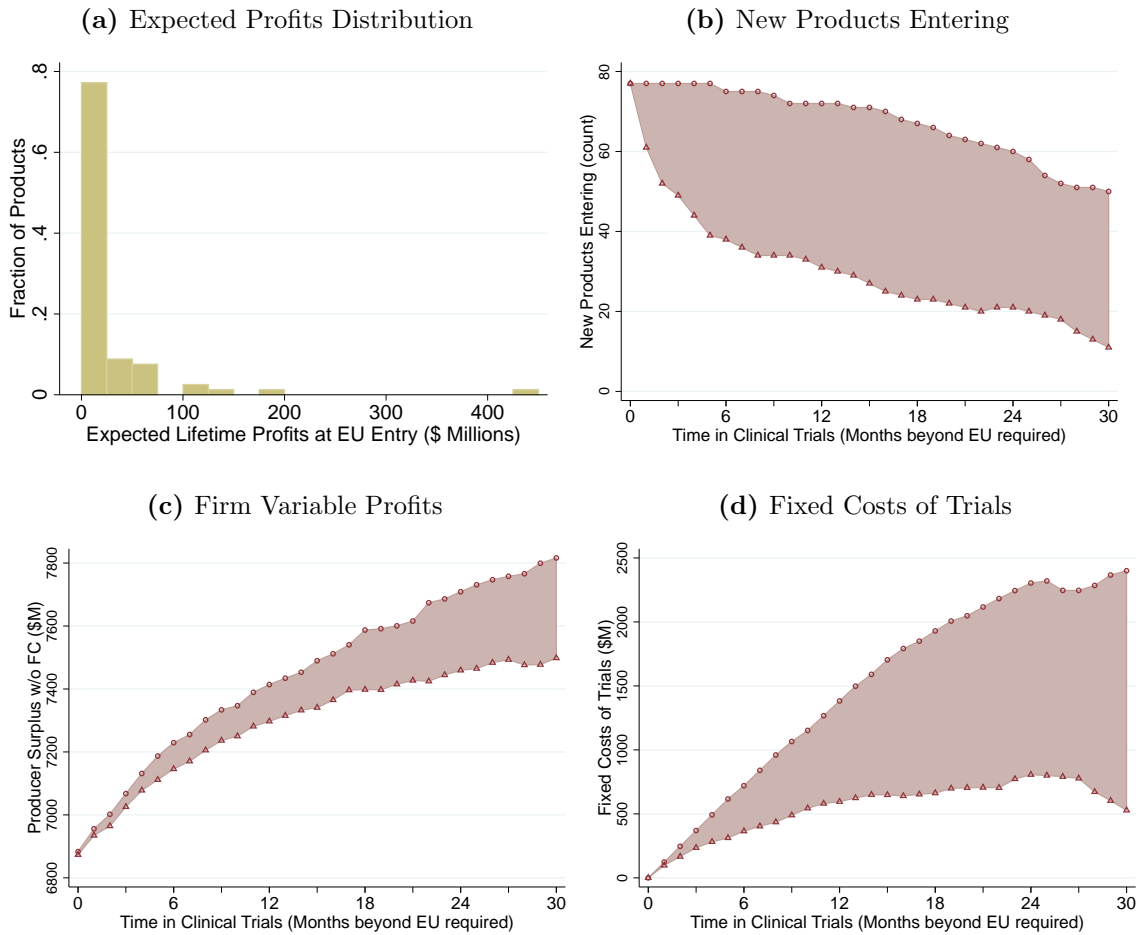 (a) Expected Profits Distribution
Fraction of Products
.8
.6
.4
.2
0
0 100 200 300 400
Expected Lifetime Profits at EU Entry ($ Millions)
(b) New Products Entering
New Products Entering (count)
80
60
40
20
0
0 6 12 18 24 30
Time in Clinical Trials (Months beyond EU required)
(c) Firm Variable Profits
Producer Surplus w/o FC ($M)
7800
7600
7400
7200
7000
6800
0 6 12 18 24 30
Time in Clinical Trials (Months beyond EU required)
(d) Fixed Costs of Trials
Fixed Costs of Trials ($M)
2500
2000
1500
1000
500
0
0 6 12 18 24 30
Time in Clinical Trials (Months beyond EU required)